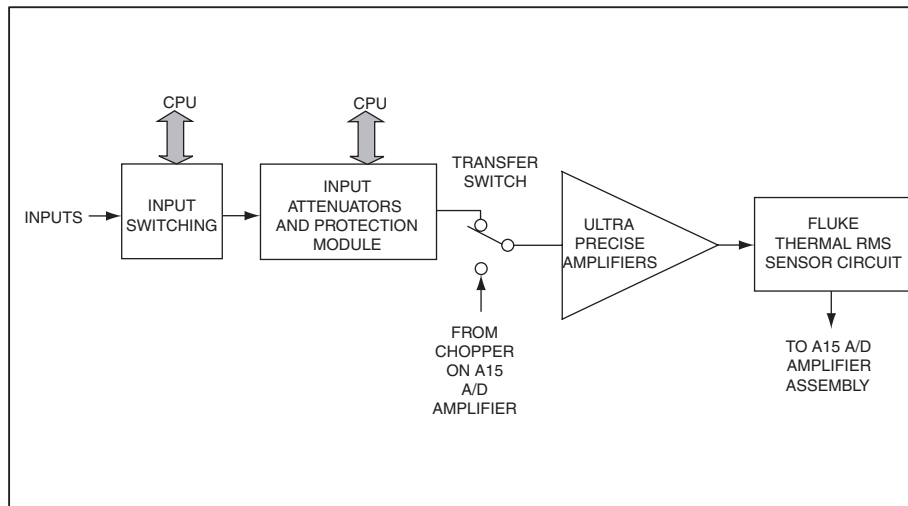 CPU
CPU
INPUTS
INPUT
SWITCHING
INPUT
ATTENUATORS
AND PROTECTION
MODULE
TRANSFER
SWITCH
ULTRA
PRECISE
AMPLIFIERS
FLUKE
THERMAL RMS
SENSOR CIRCUIT
FROM
CHOPPER
ON A15
A/D
AMPLIFIER
TO A15 A/D
AMPLIFIER
ASSEMBLY